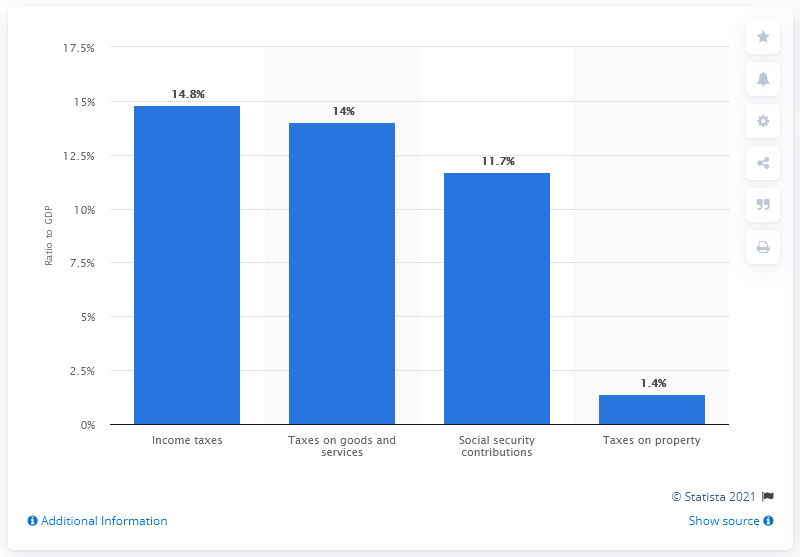 17.5%
15%
12.5%
10%
7.5%
5%
2.5%
0%
Ratio to GDP
14.8%
14%
11.7%
1.4%
Income taxes
Taxes on goods and
services
Social security
contributions
Taxes on property
© Statista 2021
Additional Information
Show source